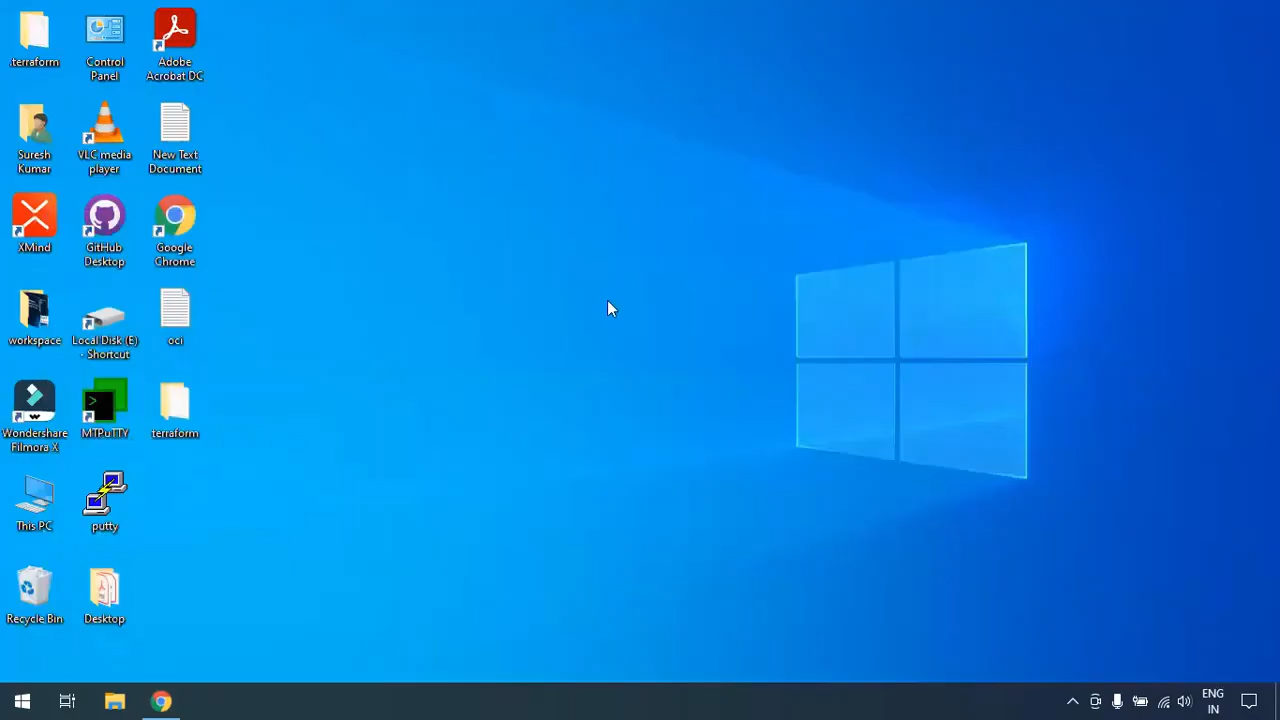 .terraform
Control
Panel
Adobe
Acrobat DC
Suresh
Kumar
VLC media
player
New Text
Document
XMind
GitHub
Desktop
Google
Chrome
workspace
Local Disk (E)
- Shortcut
oci
Wondershare
Filmora X
MTPuTTY
terraform
This PC
putty
Recycle Bin
Desktop
ENG
IN